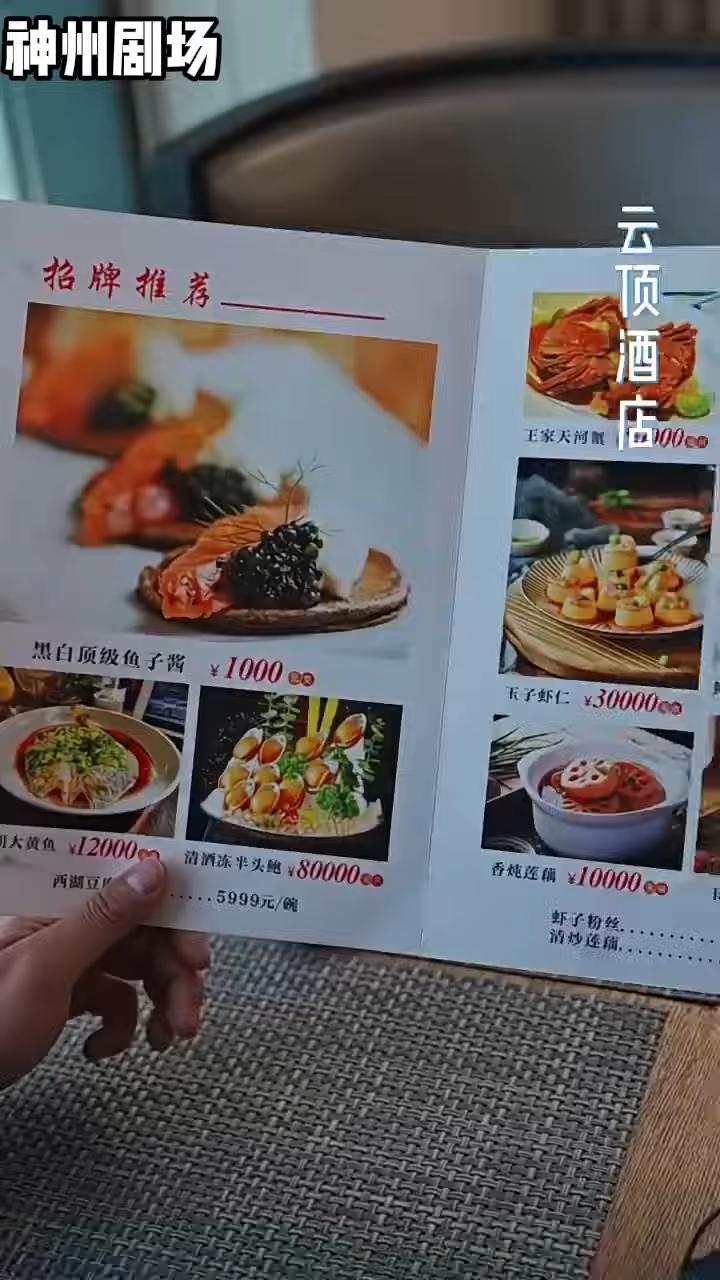 神州剧场
云顶酒店
招牌推荐
黑白顶级鱼子酱 ¥1000
大黄鱼 ¥12000
清酒冻半头鲍 ¥80000
西湖豆 ......5999元/碗
王家天河蟹 000
玉子虾仁 ¥30000
香炖莲藕 ¥10000
虾子粉丝
清炒莲藕